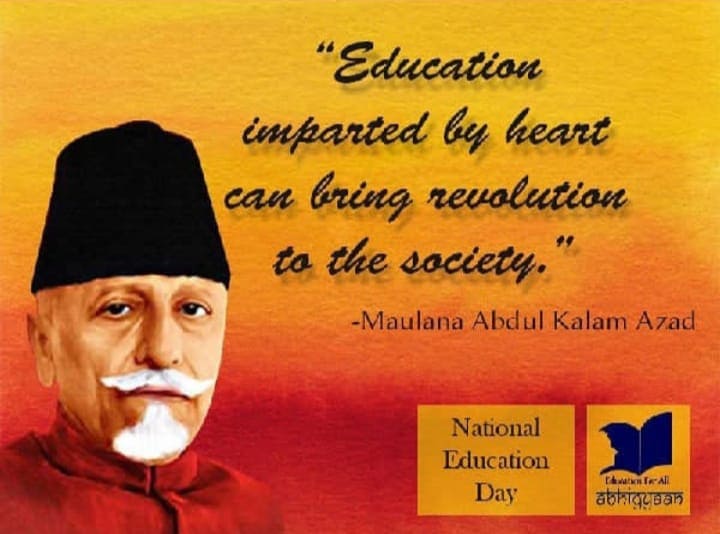 “Education
imparted by heart
can bring revolution
to the society.”
-Maulana Abdul Kalam Azad
National
Education
Day
Education For All
abhigyaan